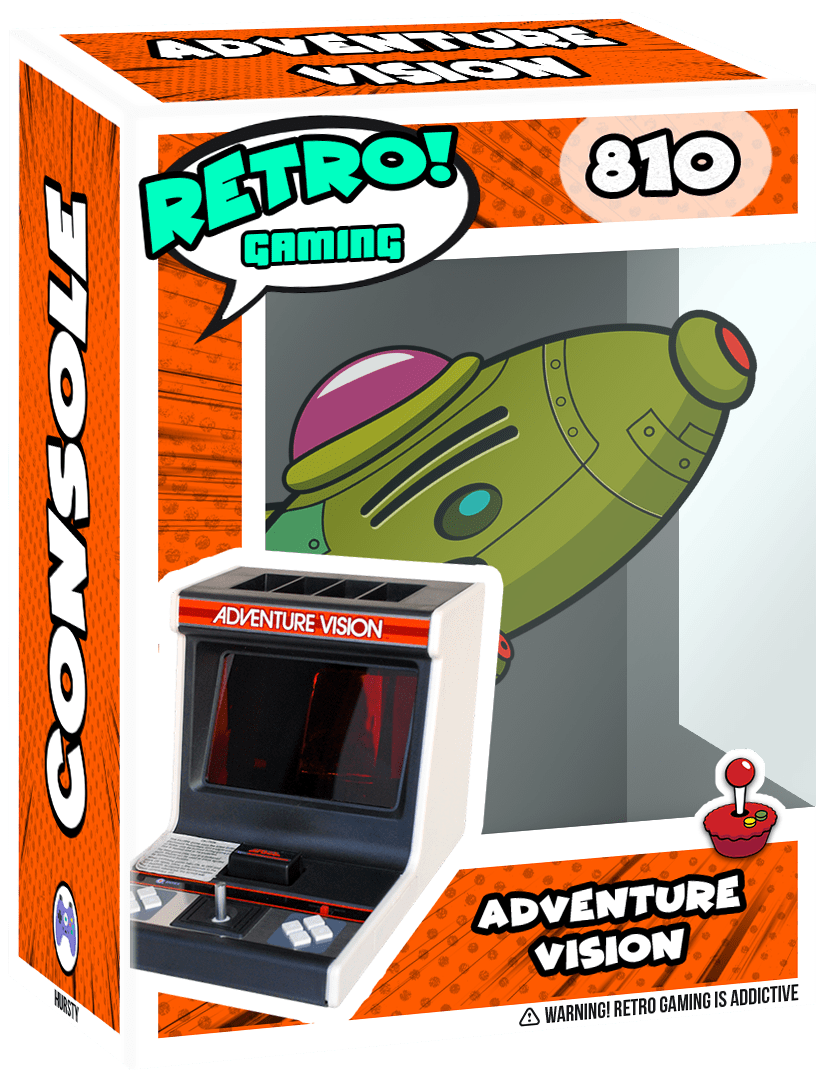 ADVENTURE
VISION
RETRO!
GAMING
810
CONSOLE
ADVENTURE VISION
ADVENTURE
VISION
HURSTY
WARNING! RETRO GAMING IS ADDICTIVE